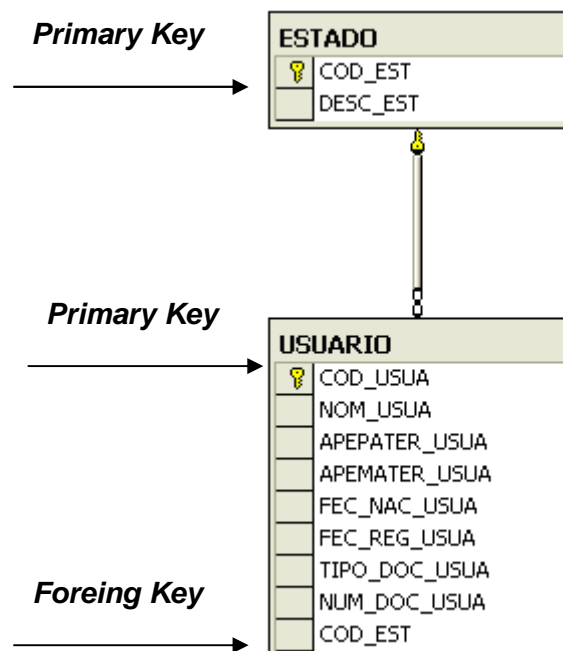 Primary Key
ESTADO
COD_EST
DESC_EST
Primary Key
USUARIO
COD_USUA
NOM_USUA
APEPATER_USUA
APEMATER_USUA
FEC_NAC_USUA
FEC_REG_USUA
TIPO_DOC_USUA
Foreing Key
NUM_DOC_USUA
COD_EST